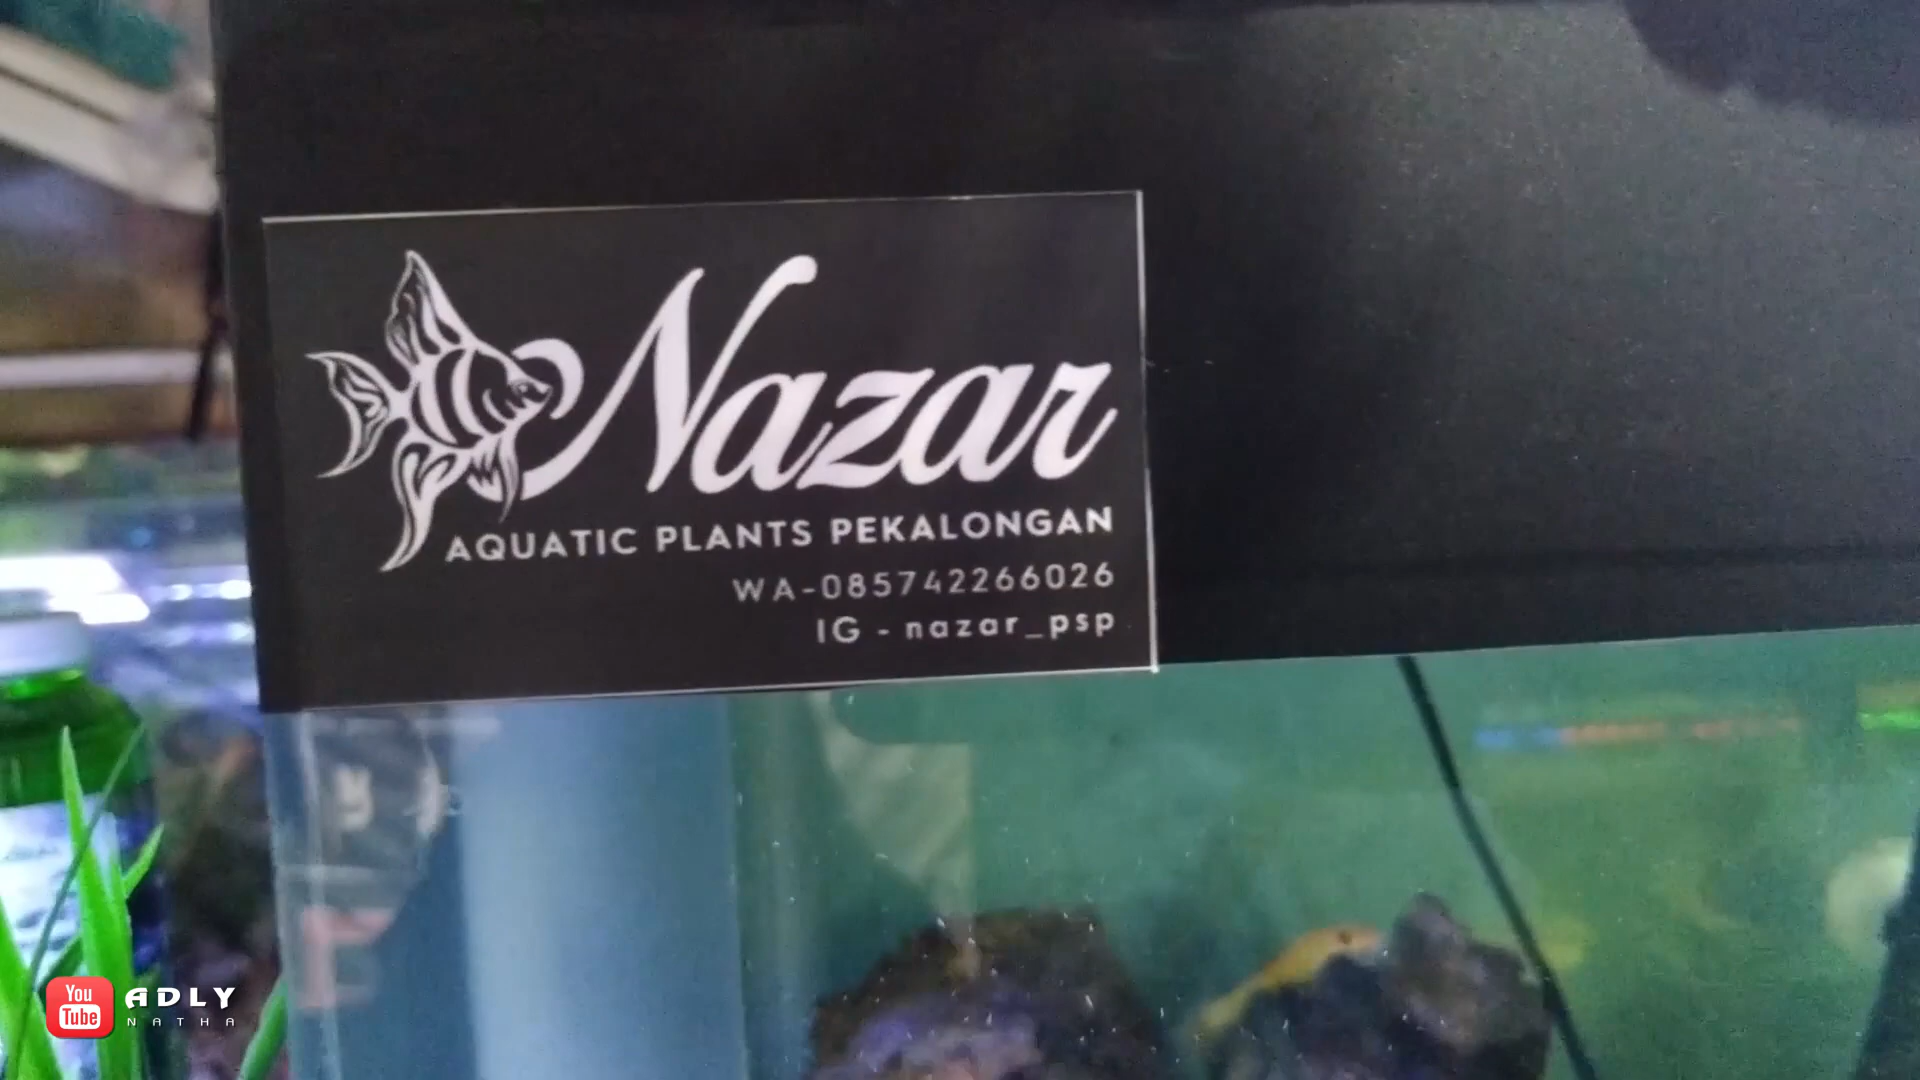 Nazar
AQUATIC PLANTS PEKALONGAN
WA-085742266026
IG - nazar_psp
You
Tube
ADLY
NATHA